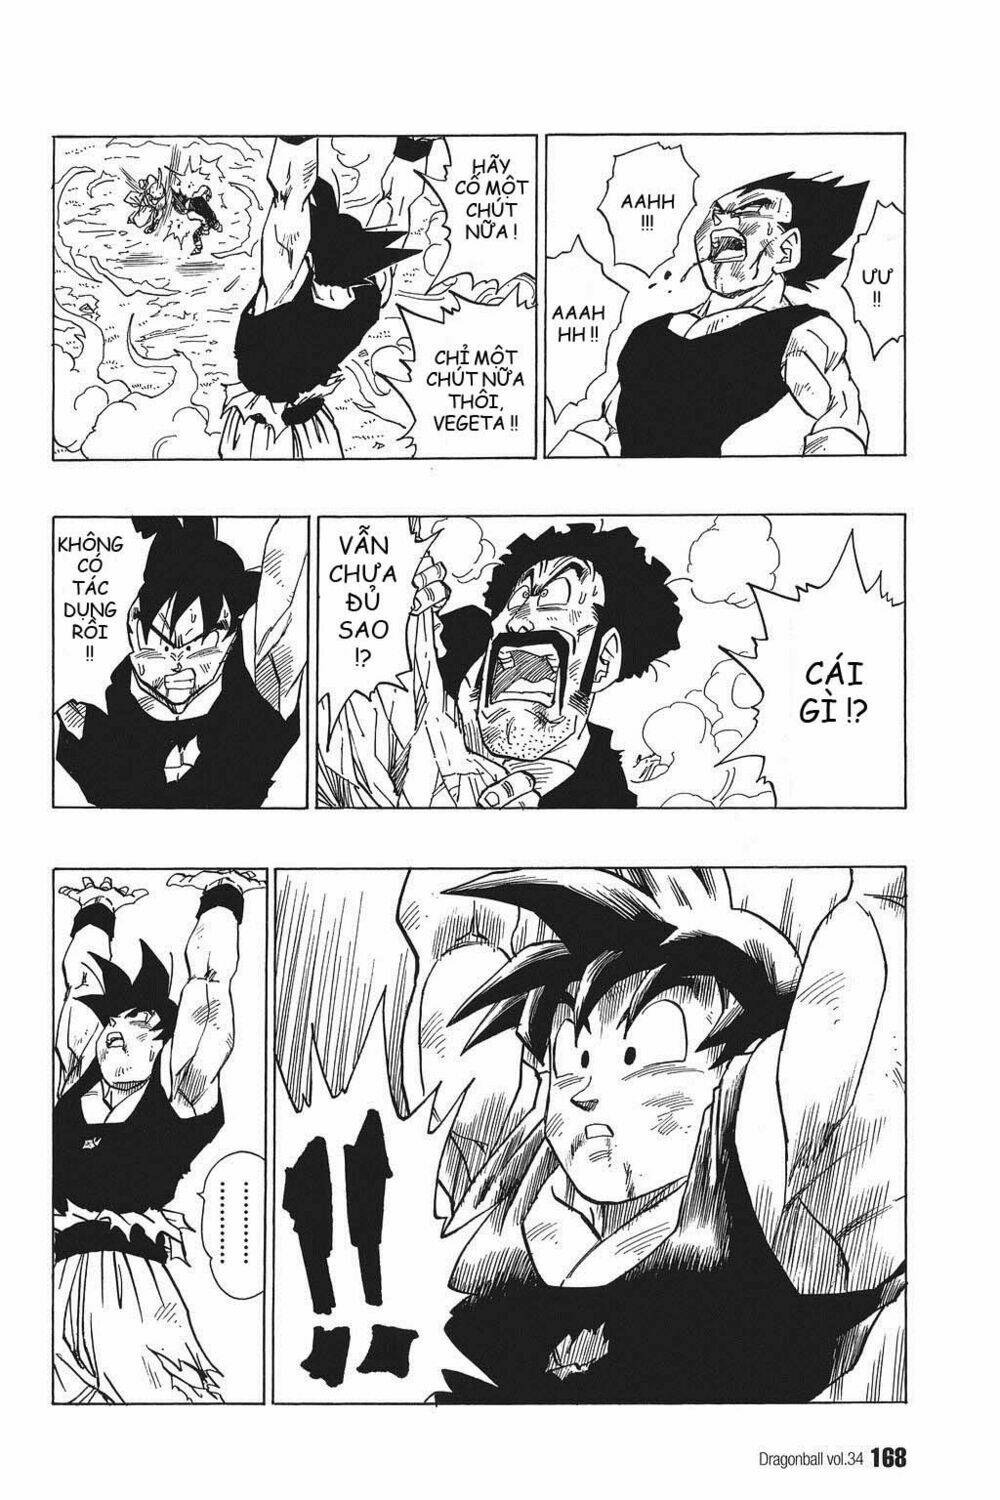 AAHH
!!!
ƯƯ
!!
AAAH
HH !!
HÃY
CỐ MỘT
CHÚT
NỮA !
CHỈ MỘT
CHÚT NỮA
THÔI,
VEGETA !!
CÁI
GÌ !?
VẪN
CHƯA
ĐỦ
SAO
!?
KHÔNG
CÓ
TÁC
DỤNG
RỒI
!!
!!
............
Dragonball vol.34 168